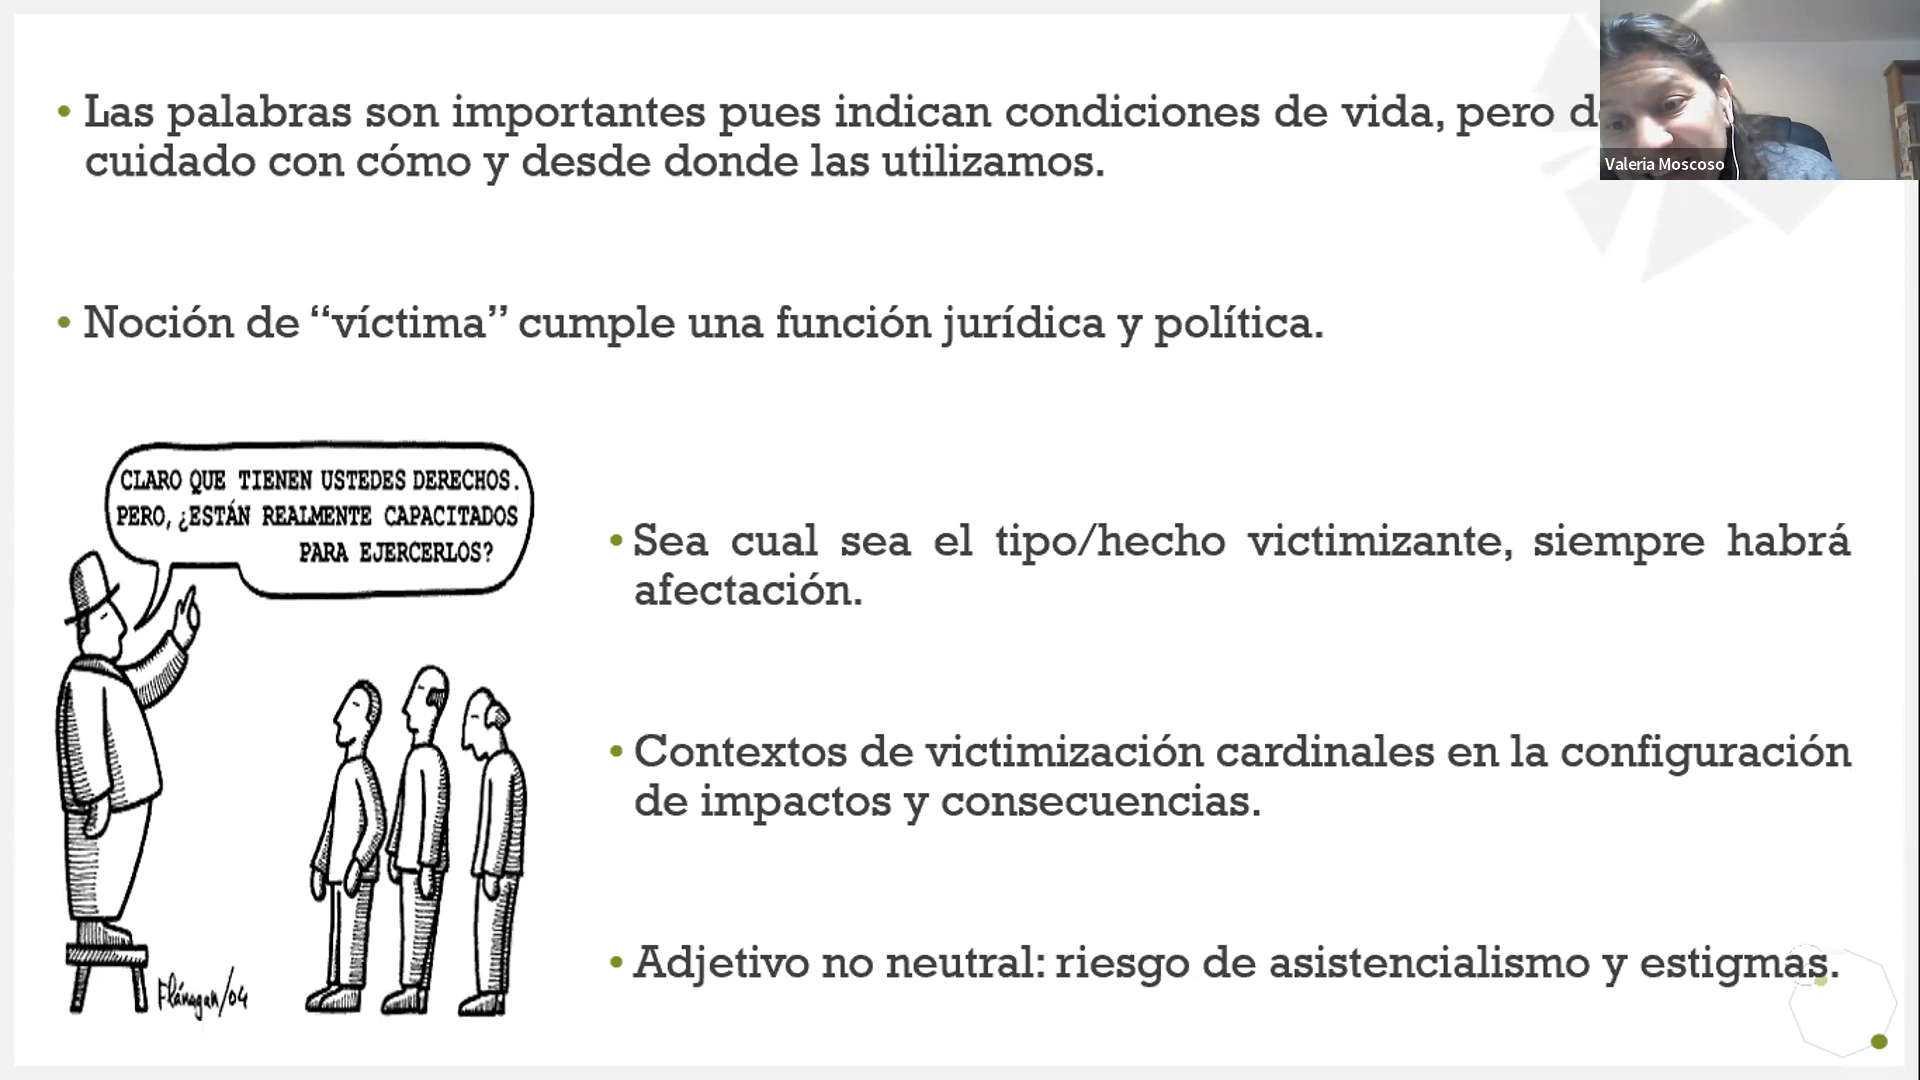 • Las palabras son importantes pues indican condiciones de vida, pero
cuidado con cómo y desde donde las utilizamos.
Valeria Moscoso
• Noción de “víctima” cumple una función jurídica y política.
CLARO QUE TIENEN USTEDES DERECHOS.
PERO, ¿ESTÁN REALMENTE CAPACITADOS
PARA EJERCERLOS?
• Sea cual sea el tipo/hecho victimizante, siempre habrá
afectación.
• Contextos de victimización cardinales en la configuración
de impactos y consecuencias.
• Adjetivo no neutral: riesgo de asistencialismo y estigmas.
Flánagan/04